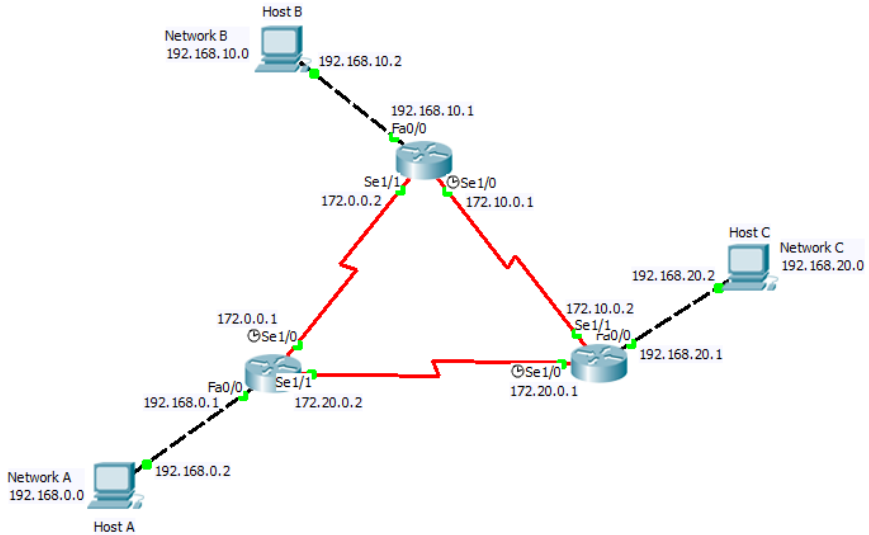 Host B
Network B
192.168.10.0
192.168.10.2
192.168.10.1
Fa0/0
Se1/1
Se1/0
172.0.0.2
172.10.0.1
Host C
Network C
192.168.20.0
192.168.20.2
172.10.0.2
Se1/1
Fa0/0
192.168.20.1
172.0.0.1
Se1/0
Se1/0
172.20.0.1
Fa0/0
Se1/1
192.168.0.1
172.20.0.2
192.168.0.2
Network A
192.168.0.0
Host A